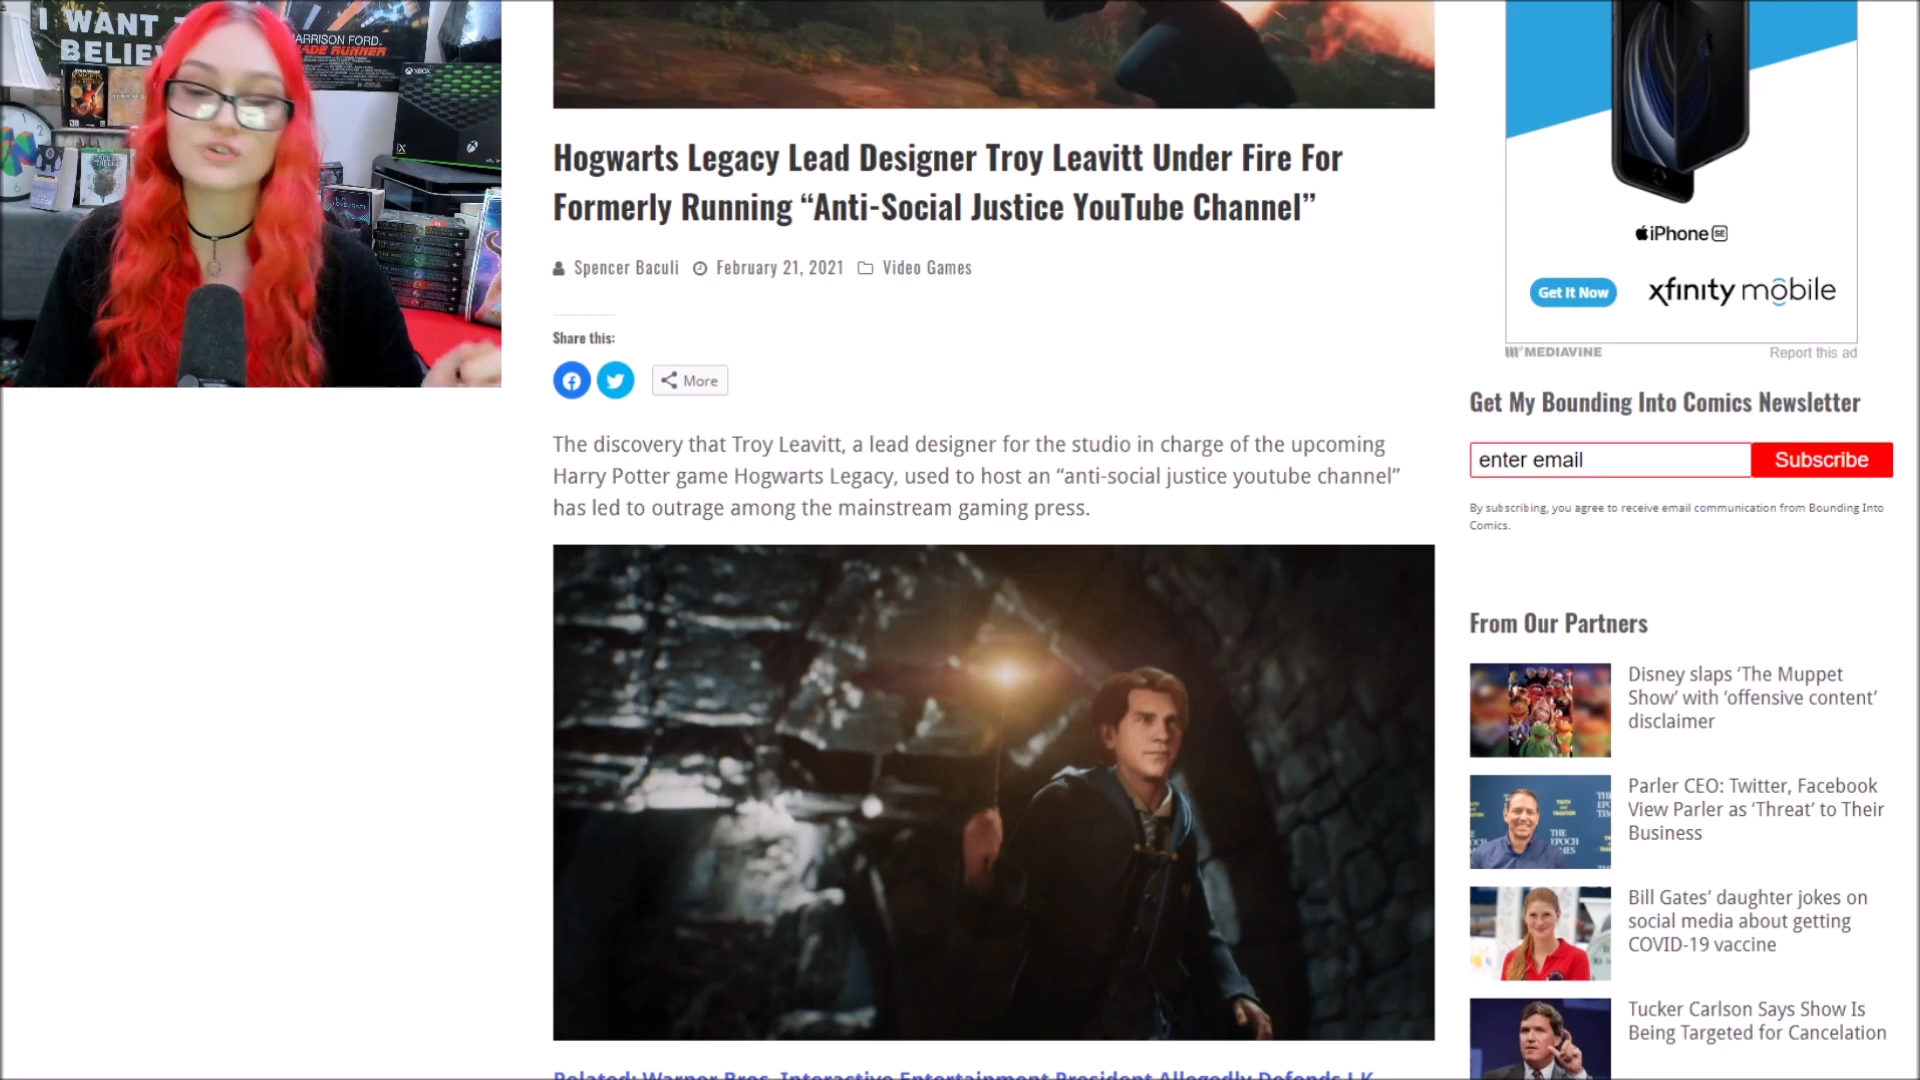 I WANT
BELIE
HARRISON FORD.
BLADE RUNNER
XBOX
Hogwarts Legacy Lead Designer Troy Leavitt Under Fire For
Formerly Running “Anti-Social Justice YouTube Channel”
Spencer Baculi February 21, 2021 Video Games
Share this:
More
The discovery that Troy Leavitt, a lead designer for the studio in charge of the upcoming
Harry Potter game Hogwarts Legacy, used to host an “anti-social justice youtube channel”
has led to outrage among the mainstream gaming press.
Related: Warner Bros. Interactive Entertainment President Allegedly Defends J.K.
iPhone SE
Get It Now
xfinity mobile
MEDIAVINE
Report this ad
Get My Bounding Into Comics Newsletter
enter email
Subscribe
By subscribing, you agree to receive email communication from Bounding Into
Comics.
From Our Partners
Disney slaps ‘The Muppet
Show’ with ‘offensive content’
disclaimer
Parler CEO: Twitter, Facebook
View Parler as ‘Threat’ to Their
Business
THE
EPOCH
TIMES
Bill Gates’ daughter jokes on
social media about getting
COVID-19 vaccine
Tucker Carlson Says Show Is
Being Targeted for Cancelation